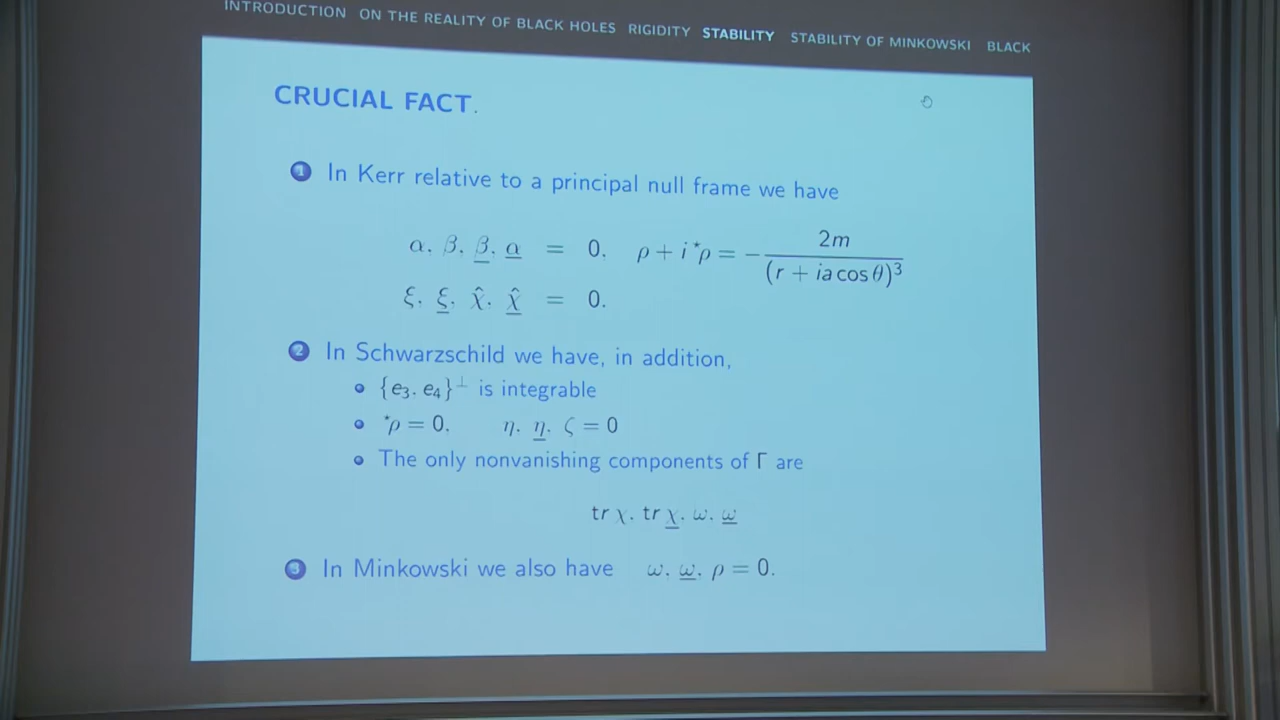 INTRODUCTION ON THE REALITY OF BLACK HOLES RIGIDITY STABILITY STABILITY OF MINKOWSKI BLACK
CRUCIAL FACT.
1 In Kerr relative to a principal null frame we have
α, β, β̲, α̲ = 0, ρ + i *ρ = − 2m / (r + ia cos θ)³
ξ, ξ̲, χ̂, χ̲̂ = 0.
2 In Schwarzschild we have, in addition,
• {e₃, e₄}⊥ is integrable
• *ρ = 0, η, η̲, ζ = 0
• The only nonvanishing components of Γ are
tr χ, tr χ̲, ω, ω̲
3 In Minkowski we also have ω, ω̲, ρ = 0.